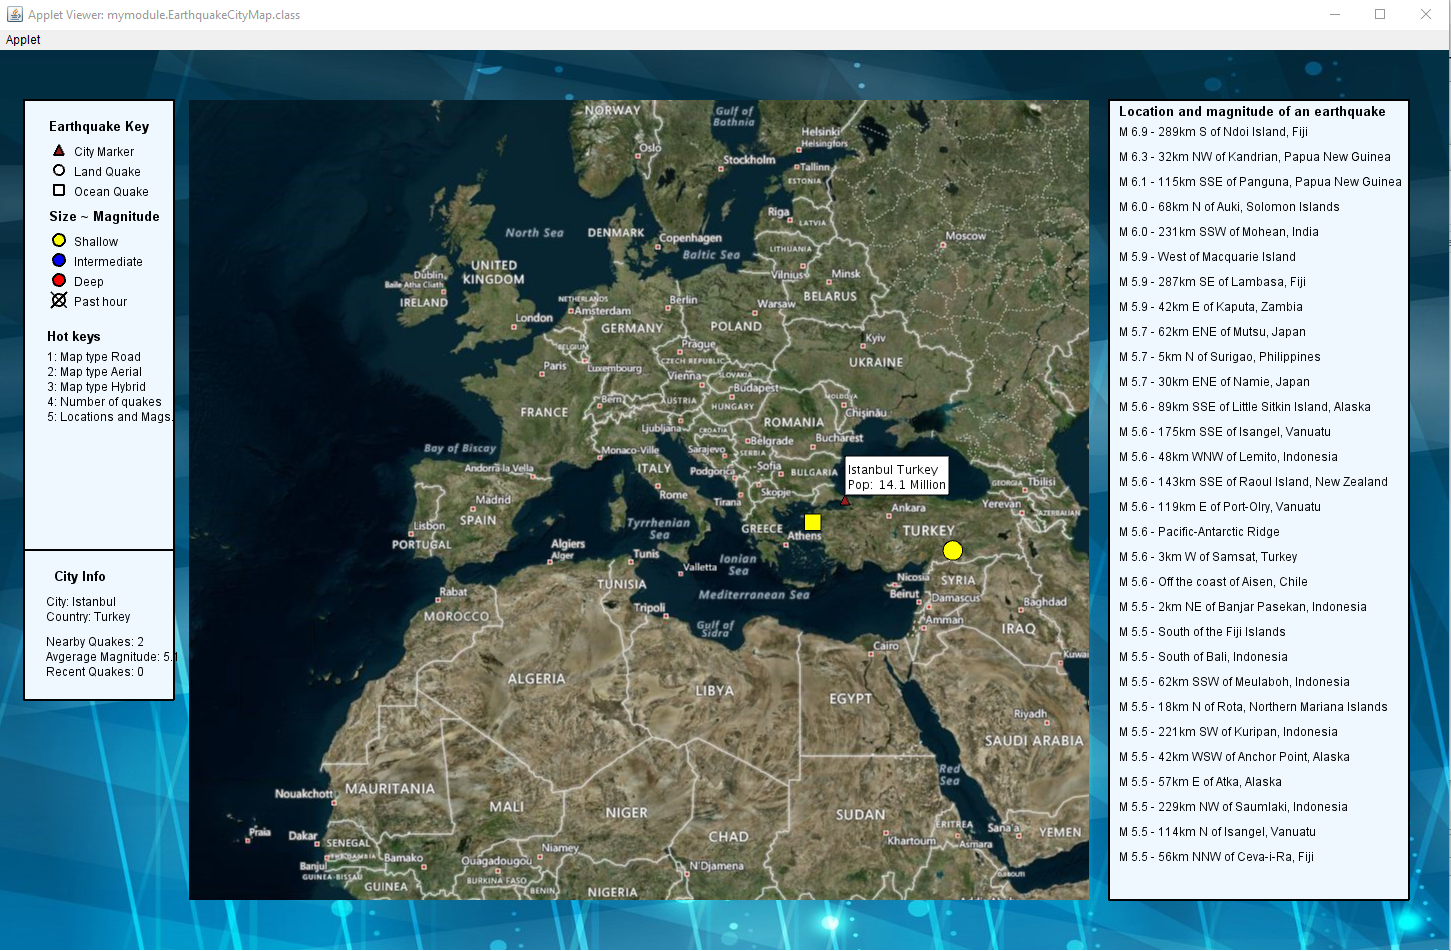 Applet Viewer: mymodule.EarthquakeCityMap.class
Applet
Earthquake Key
City Marker
Land Quake
Ocean Quake
Size ~ Magnitude
Shallow
Intermediate
Deep
Past hour
Hot keys
1: Map type Road
2: Map type Aerial
3: Map type Hybrid
4: Number of quakes
5: Locations and Mags.
City Info
City: Istanbul
Country: Turkey
Nearby Quakes: 2
Avgerage Magnitude: 5.1
Recent Quakes: 0
NORWAY
Gulf of
Bothnia
Helsinki
Helsingfors
Oslo
Stockholm
Tallinn
ESTONIA
Riga
LATVIA
Moscow
North Sea
DENMARK
Copenhagen
LITHUANIA
Baltic Sea
UNITED
KINGDOM
Dublin
Baile Atha Cliath
IRELAND
Vilnius
Minsk
BELARUS
NETHERLANDS
Amsterdam
Berlin
Warsaw
London
GERMANY
POLAND
BELGIUM
Prague
Kyiv
CZECH REPUBLIC
UKRAINE
Paris
Luxembourg
Vienna
SLOVAKIA
Budapest
Bern
AUSTRIA
HUNGARY
MOLDOVA
Chișinău
FRANCE
Ljubljana
CROATIA
ROMANIA
Belgrade
Bucharest
Bay of Biscay
Monaco-Ville
Sarajevo
SERBIA
Andorra-la Vella
ITALY
Podgorica
Sofia
BULGARIA
Istanbul Turkey
Pop: 14.1 Million
GEORGIA
Tbilisi
Madrid
Rome
Tirana
Skopje
Yerevan
AZERBAIJAN
SPAIN
Lisbon
Tyrrhenian
Sea
GREECE
Athens
Ankara
TURKEY
PORTUGAL
Algiers
Alger
Tunis
Ionian
Sea
Valletta
Nicosia
SYRIA
TUNISIA
Mediterranean Sea
Beirut
Damascus
Rabat
MOROCCO
Tripoli
Gulf of
Sidra
Amman
Baghdad
IRAQ
Cairo
Kuwai
ALGERIA
LIBYA
EGYPT
Riyadh
SAUDI ARABIA
Red
Sea
Nouakchott
MAURITANIA
MALI
NIGER
SUDAN
Praia
Dakar
SENEGAL
THE GAMBIA
Banjul
GUINEA-BISSAU
Bamako
Niamey
Ouagadougou
BURKINA FASO
CHAD
Khartoum
ERITREA
Asmara
Sana'a
YEMEN
GUINEA
BENIN
N'Djamena
NIGERIA
DJIBOUTI
Location and magnitude of an earthquake
M 6.9 - 289km S of Ndoi Island, Fiji
M 6.3 - 32km NW of Kandrian, Papua New Guinea
M 6.1 - 115km SSE of Panguna, Papua New Guinea
M 6.0 - 68km N of Auki, Solomon Islands
M 6.0 - 231km SSW of Mohean, India
M 5.9 - West of Macquarie Island
M 5.9 - 287km SE of Lambasa, Fiji
M 5.9 - 42km E of Kaputa, Zambia
M 5.7 - 62km ENE of Mutsu, Japan
M 5.7 - 5km N of Surigao, Philippines
M 5.7 - 30km ENE of Namie, Japan
M 5.6 - 89km SSE of Little Sitkin Island, Alaska
M 5.6 - 175km SSE of Isangel, Vanuatu
M 5.6 - 48km WNW of Lemito, Indonesia
M 5.6 - 143km SSE of Raoul Island, New Zealand
M 5.6 - 119km E of Port-Olry, Vanuatu
M 5.6 - Pacific-Antarctic Ridge
M 5.6 - 3km W of Samsat, Turkey
M 5.6 - Off the coast of Aisen, Chile
M 5.5 - 2km NE of Banjar Pasekan, Indonesia
M 5.5 - South of the Fiji Islands
M 5.5 - South of Bali, Indonesia
M 5.5 - 62km SSW of Meulaboh, Indonesia
M 5.5 - 18km N of Rota, Northern Mariana Islands
M 5.5 - 221km SW of Kuripan, Indonesia
M 5.5 - 42km WSW of Anchor Point, Alaska
M 5.5 - 57km E of Atka, Alaska
M 5.5 - 229km NW of Saumlaki, Indonesia
M 5.5 - 114km N of Isangel, Vanuatu
M 5.5 - 56km NNW of Ceva-i-Ra, Fiji